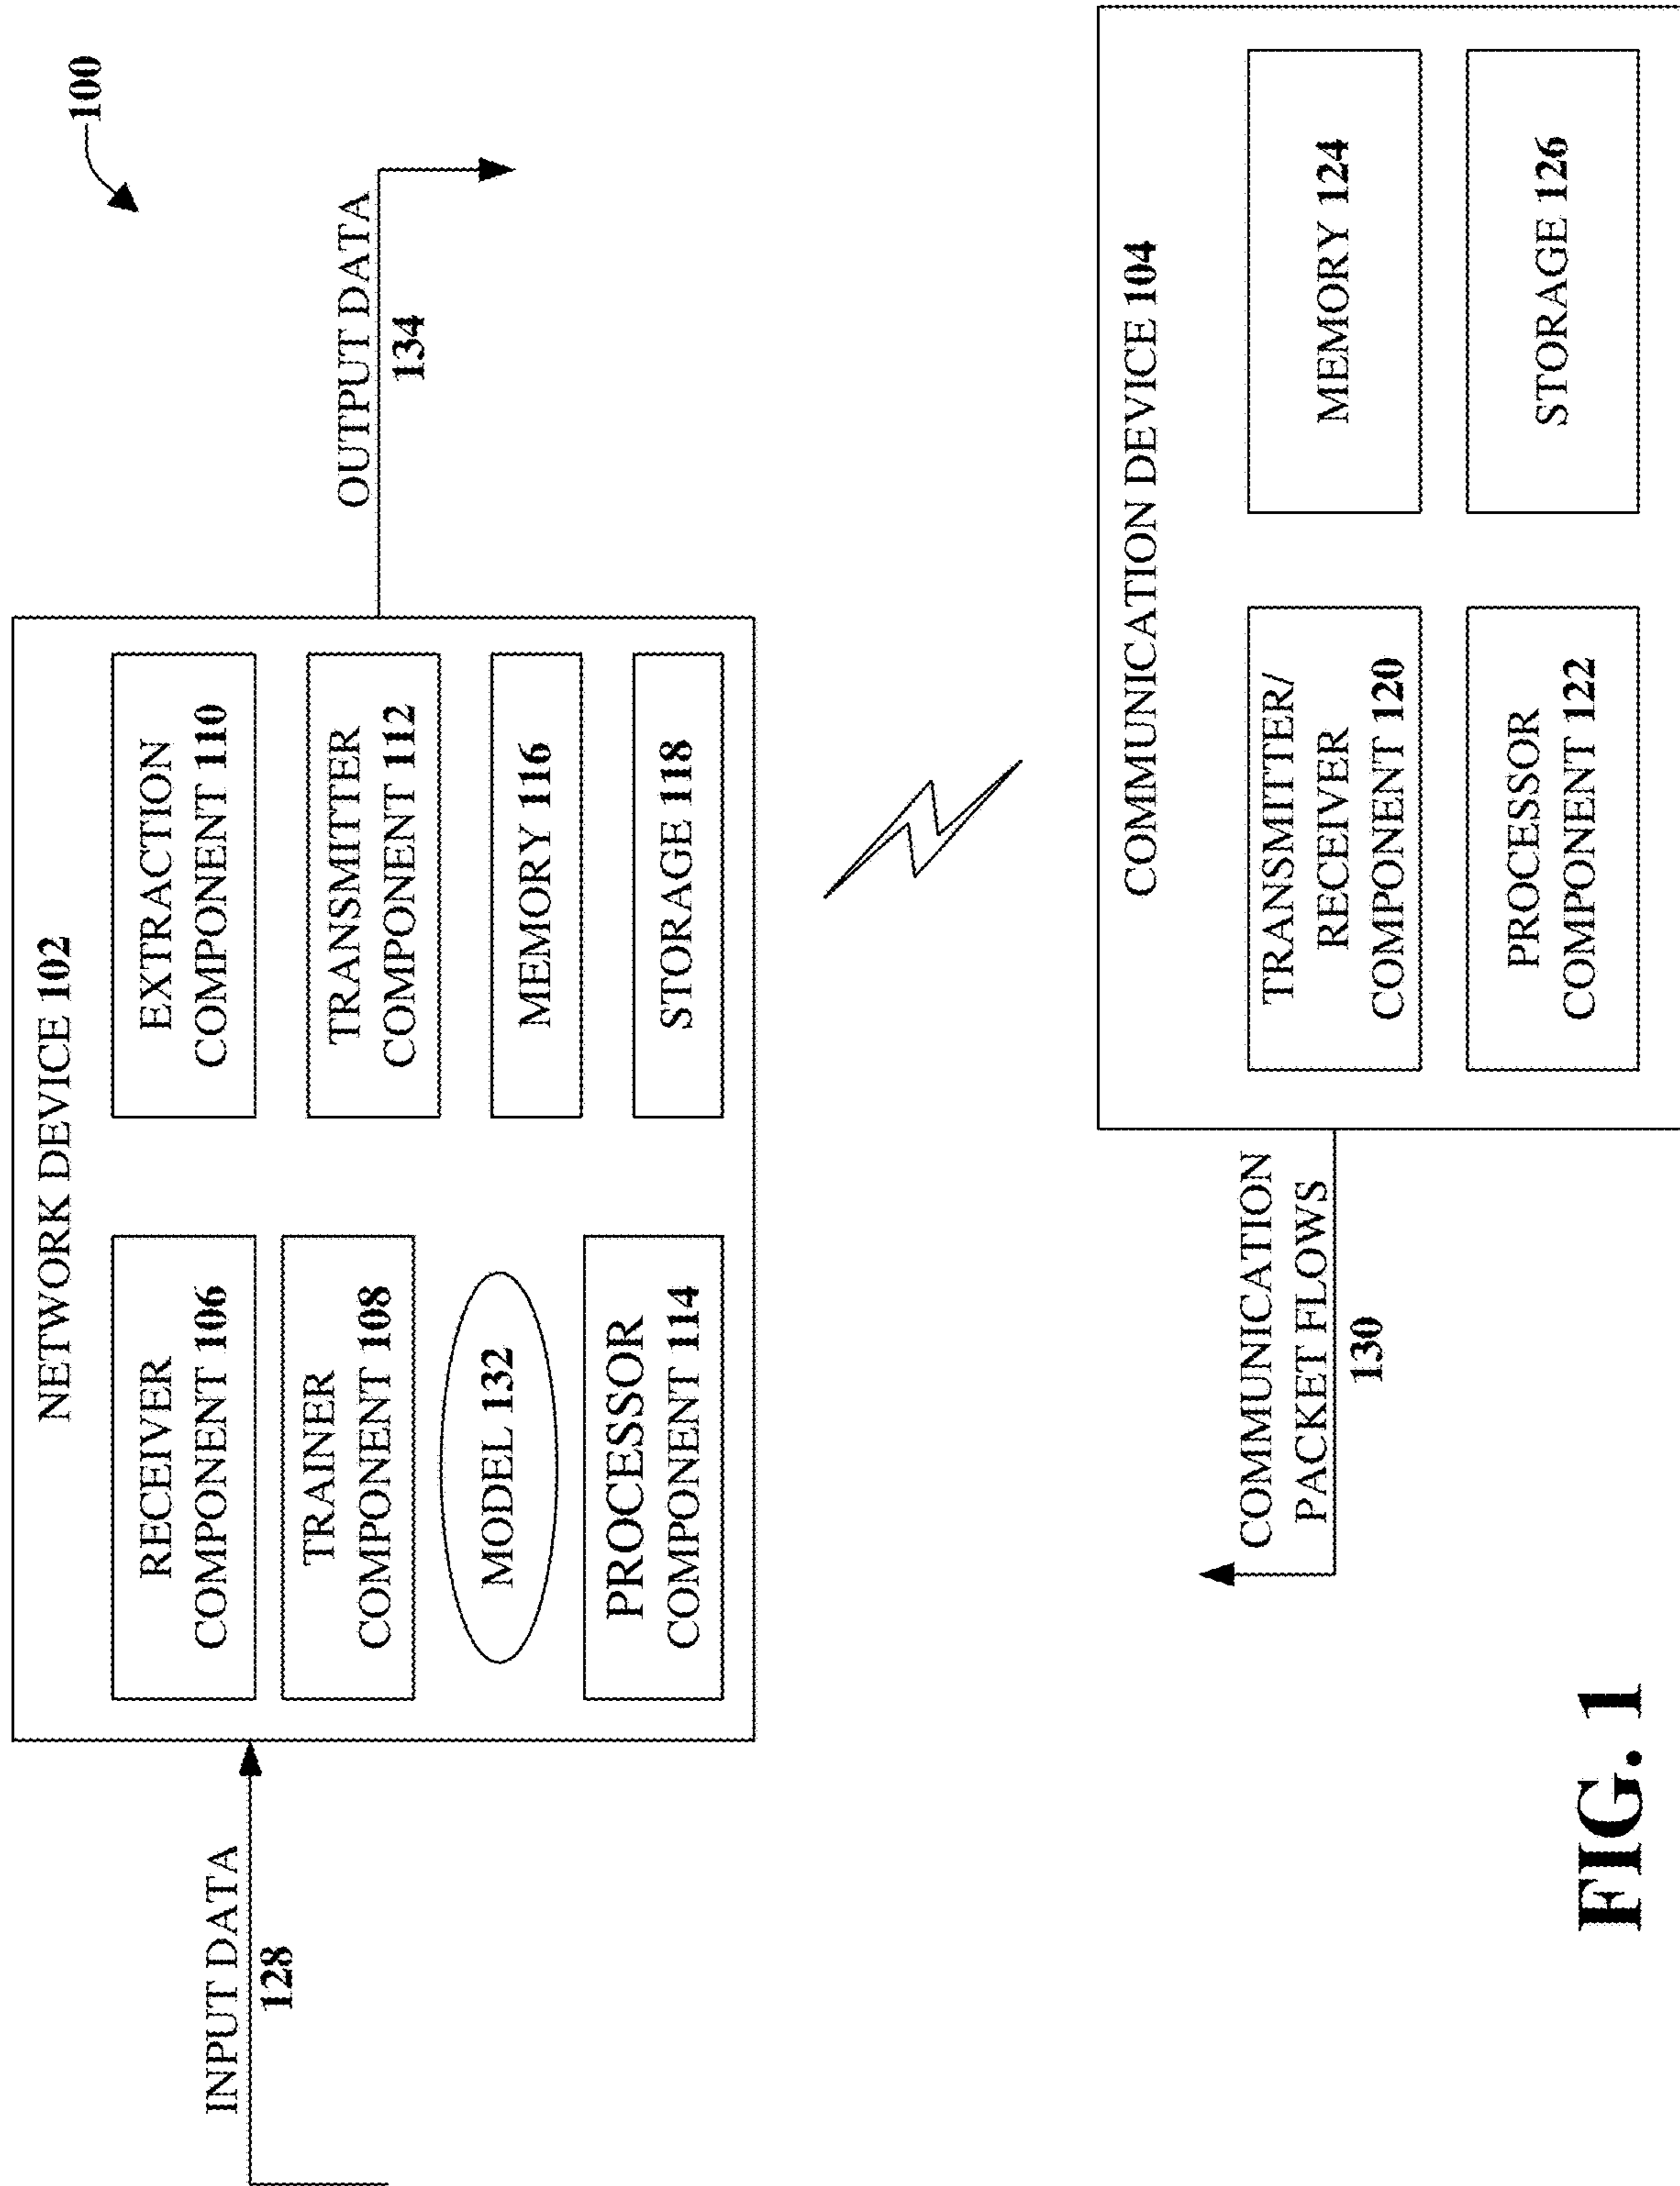 100
NETWORK DEVICE 102
INPUT DATA
128
RECEIVER
COMPONENT 106
TRAINER
COMPONENT 108
MODEL 132
PROCESSOR
COMPONENT 114
EXTRACTION
COMPONENT 110
TRANSMITTER
COMPONENT 112
MEMORY 116
STORAGE 118
OUTPUT DATA
134
COMMUNICATION DEVICE 104
COMMUNICATION
PACKET FLOWS
130
TRANSMITTER/
RECEIVER
COMPONENT 120
PROCESSOR
COMPONENT 122
MEMORY 124
STORAGE 126
FIG. 1